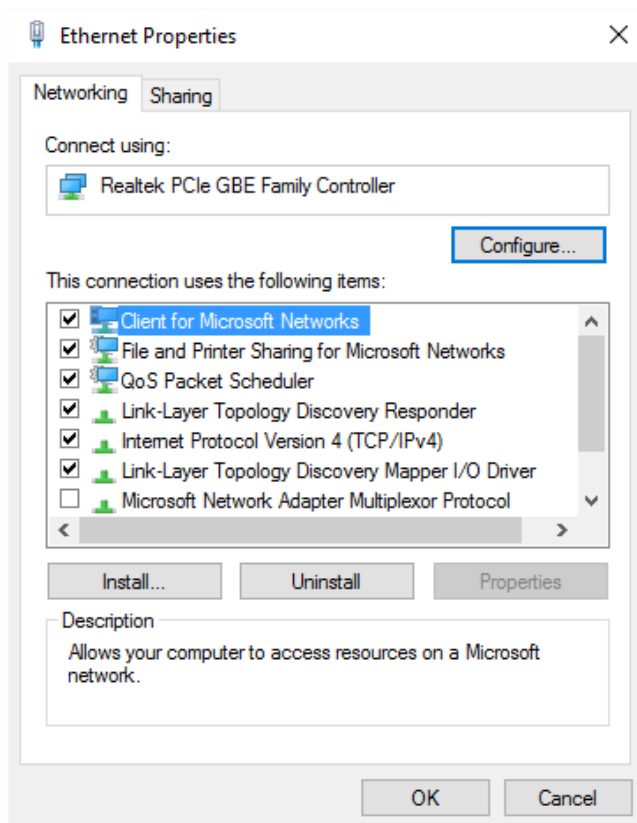 Ethernet Properties
Networking
Sharing
Connect using:
Realtek PCIe GBE Family Controller
Configure...
This connection uses the following items:
Client for Microsoft Networks
File and Printer Sharing for Microsoft Networks
QoS Packet Scheduler
Link-Layer Topology Discovery Responder
Internet Protocol Version 4 (TCP/IPv4)
Link-Layer Topology Discovery Mapper I/O Driver
Microsoft Network Adapter Multiplexor Protocol
Install...
Uninstall
Properties
Description
Allows your computer to access resources on a Microsoft
network.
OK
Cancel